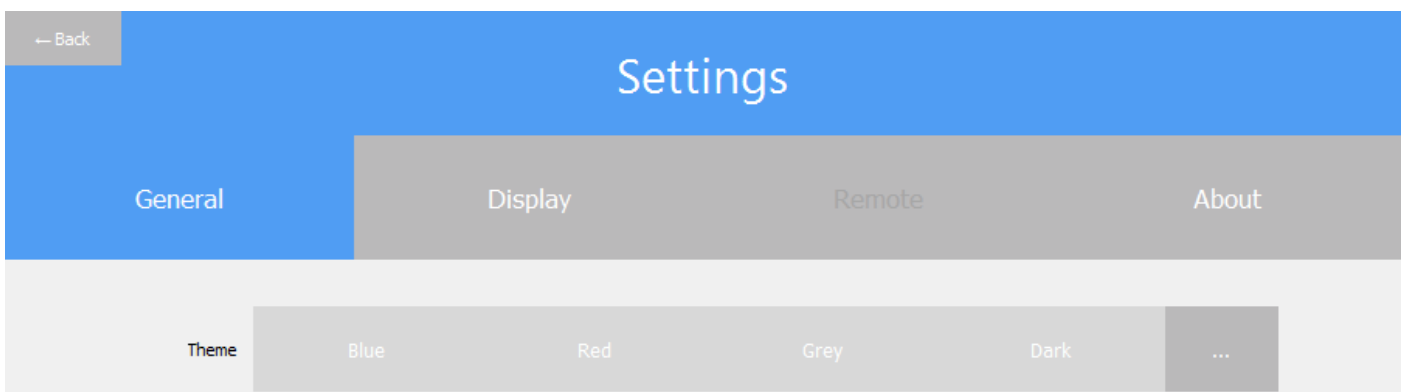 ← Back
Settings
General Display Remote About
Theme Blue Red Grey Dark ...